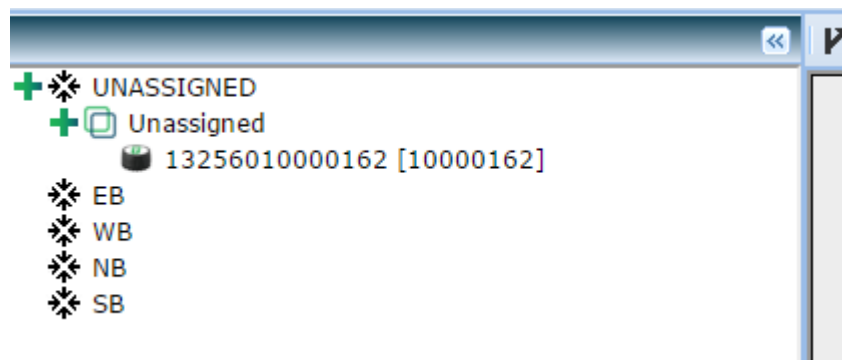 UNASSIGNED
Unassigned
13256010000162 [10000162]
EB
WB
NB
SB